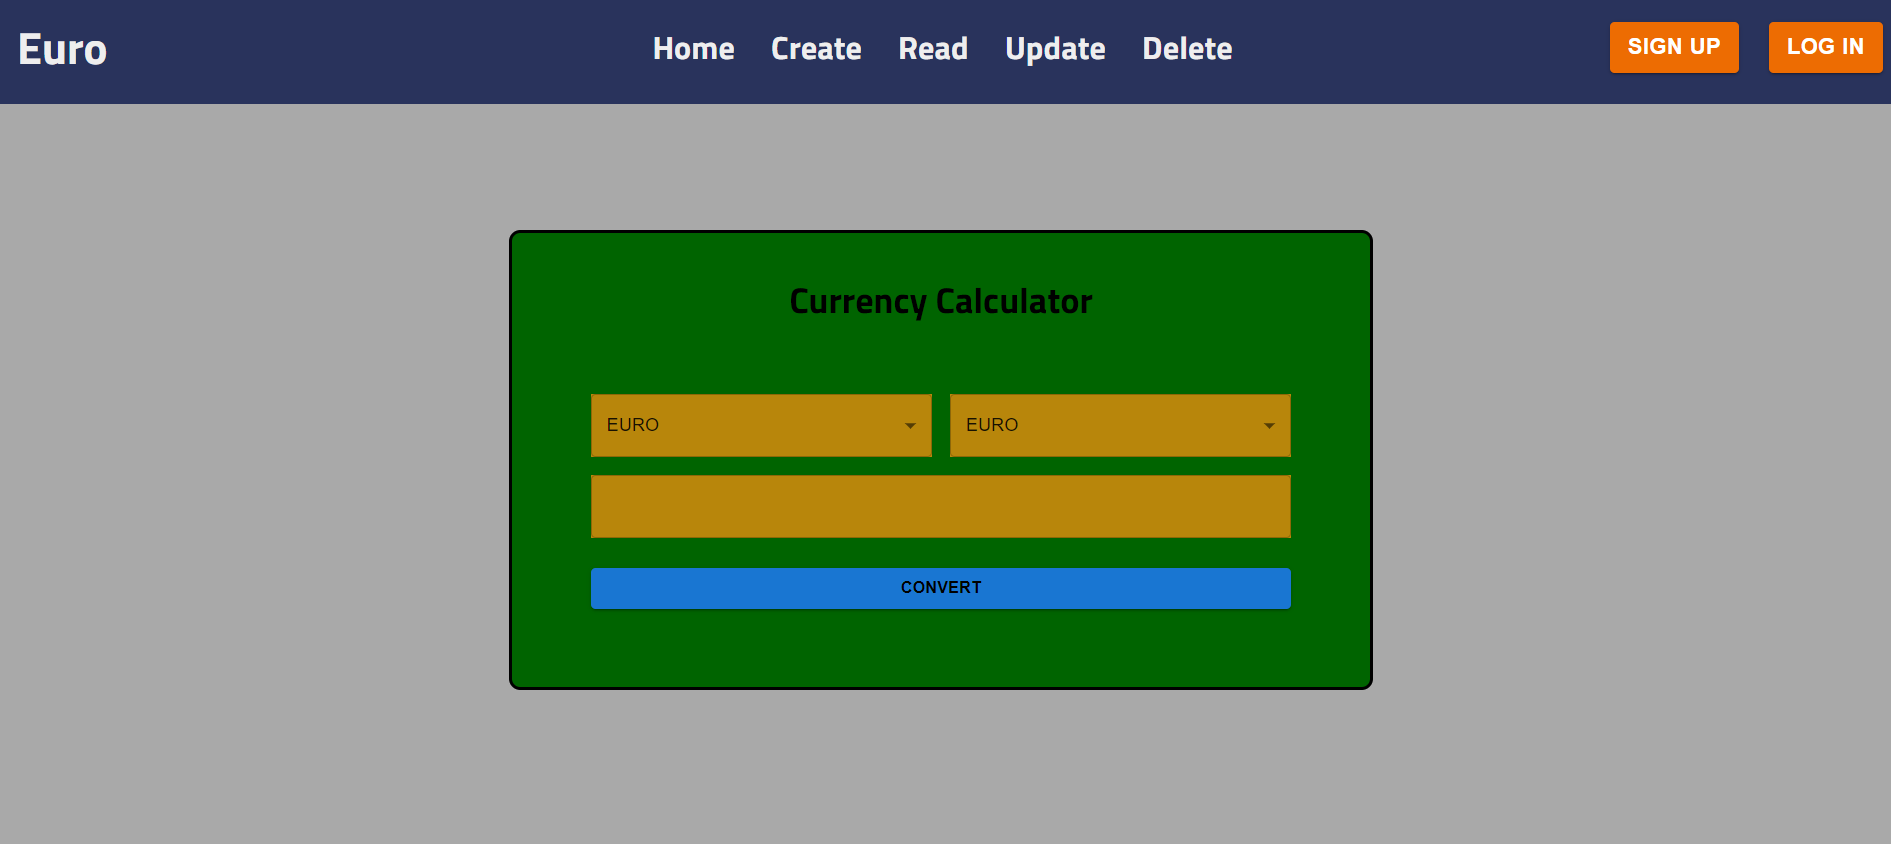 Euro Home Create Read Update Delete SIGN UP LOG IN
Currency Calculator
EURO EURO
CONVERT